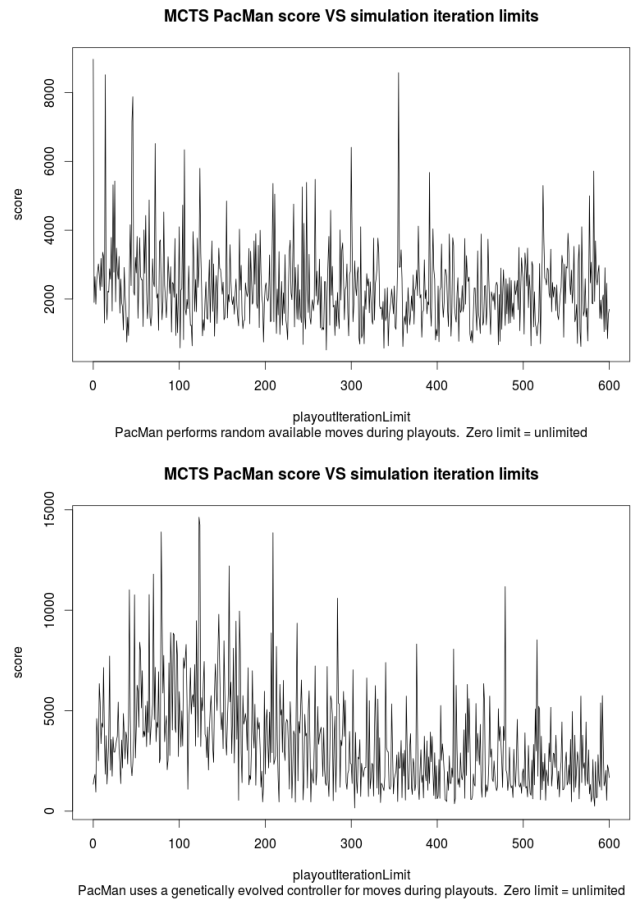 MCTS PacMan score VS simulation iteration limits
8000
6000
4000
2000
score
0 100 200 300 400 500 600
playoutIterationLimit
PacMan performs random available moves during playouts. Zero limit = unlimited
MCTS PacMan score VS simulation iteration limits
15000
10000
5000
0
score
0 100 200 300 400 500 600
playoutIterationLimit
PacMan uses a genetically evolved controller for moves during playouts. Zero limit = unlimited